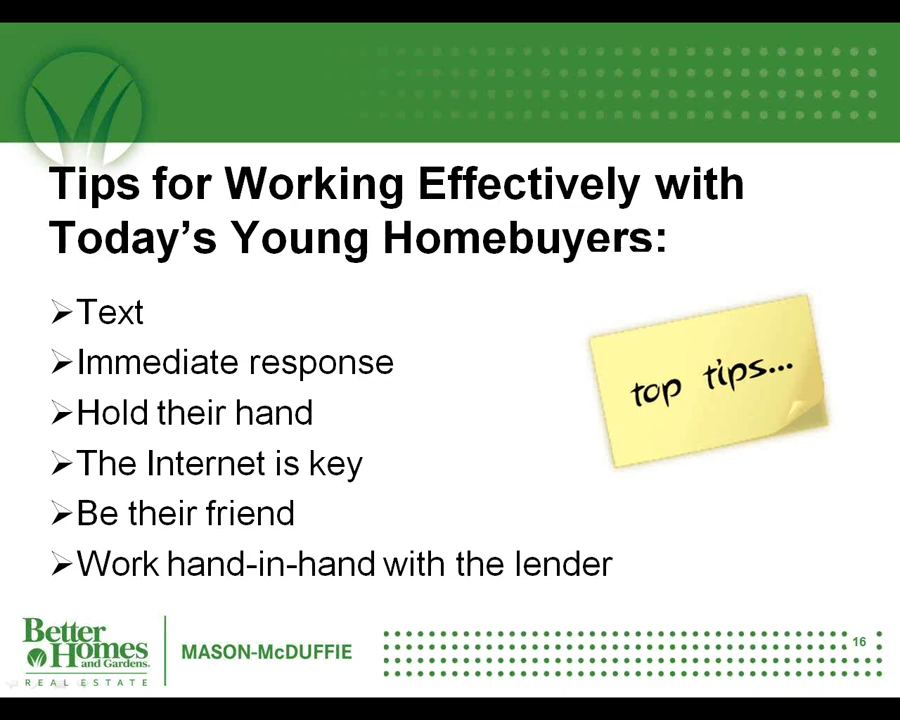 Tips for Working Effectively with
Today's Young Homebuyers:
➢Text
➢Immediate response
➢Hold their hand
➢The Internet is key
➢Be their friend
➢Work hand-in-hand with the lender
top tips...
Better
Homes
and Gardens.
REAL ESTATE
MASON-McDUFFIE
16